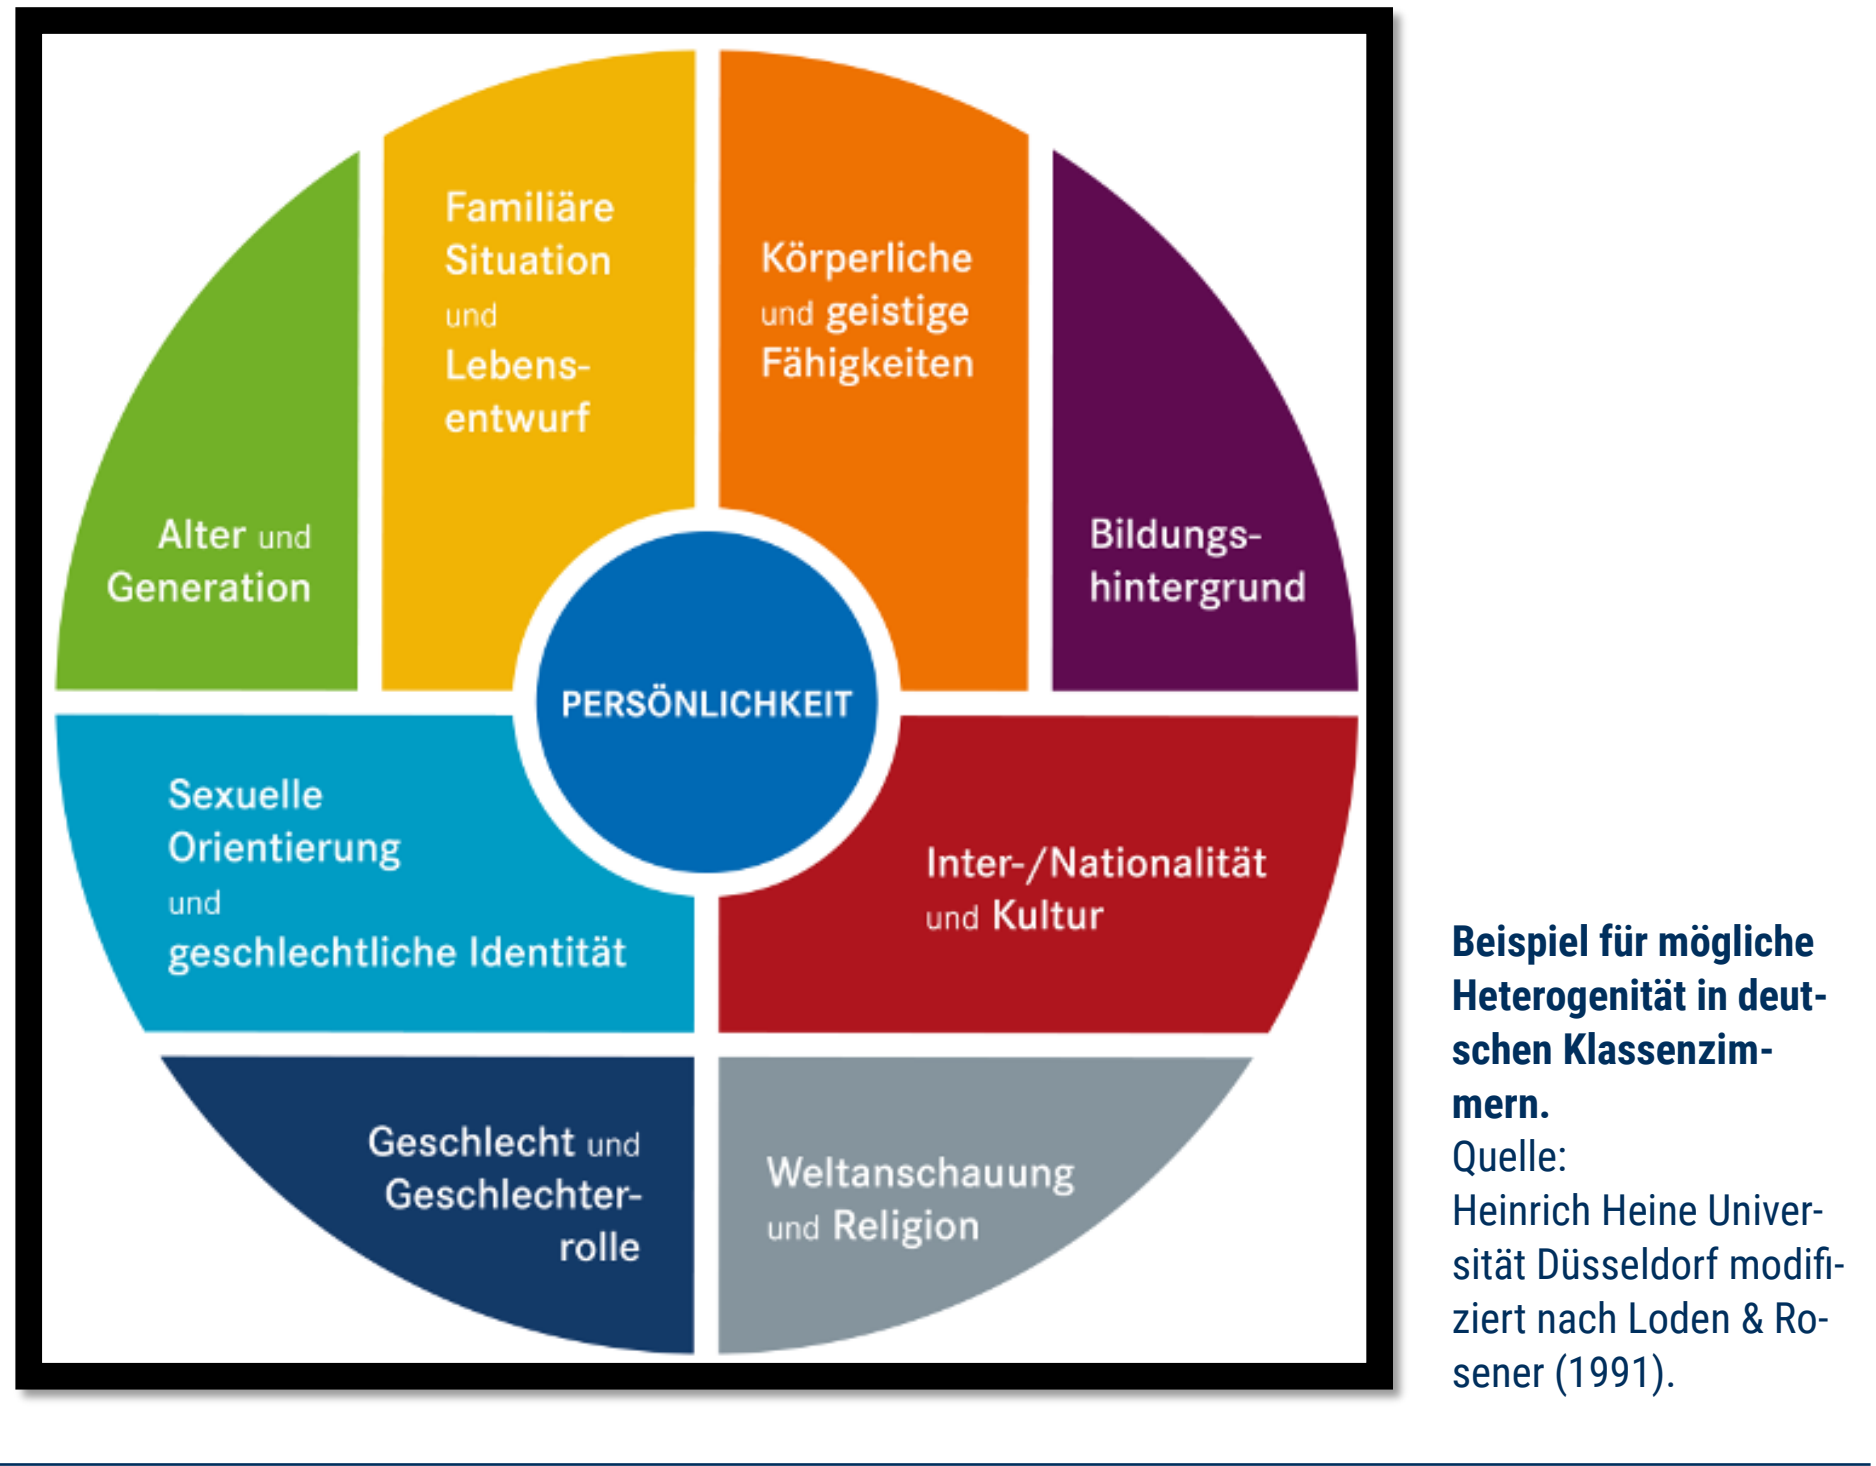 Familiäre
Situation
und
Lebens-
entwurf
Körperliche
und geistige
Fähigkeiten
Alter und
Generation
Bildungs-
hintergrund
PERSÖNLICHKEIT
Sexuelle
Orientierung
und
geschlechtliche Identität
Inter-/Nationalität
und Kultur
Geschlecht und
Geschlechter-
rolle
Weltanschauung
und Religion
Beispiel für mögliche
Heterogenität in deut-
schen Klassenzim-
mern.
Quelle:
Heinrich Heine Univer-
sität Düsseldorf modifi-
ziert nach Loden & Ro-
sener (1991).